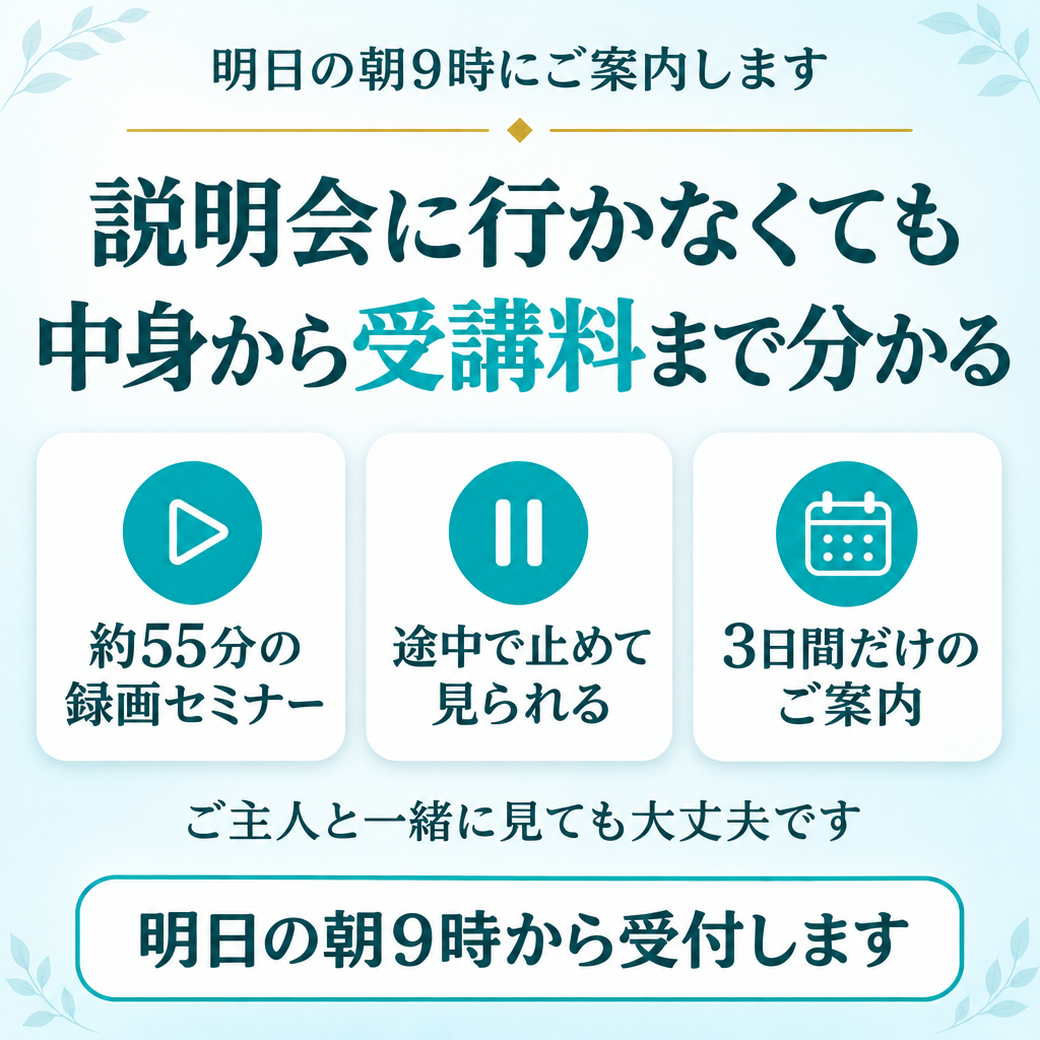 明日の朝9時にご案内します
説明会に行かなくても
中身から受講料まで分かる
約55分の
録画セミナー
途中で止めて
見られる
3日間だけの
ご案内
ご主人と一緒に見ても大丈夫です
明日の朝9時から受付します